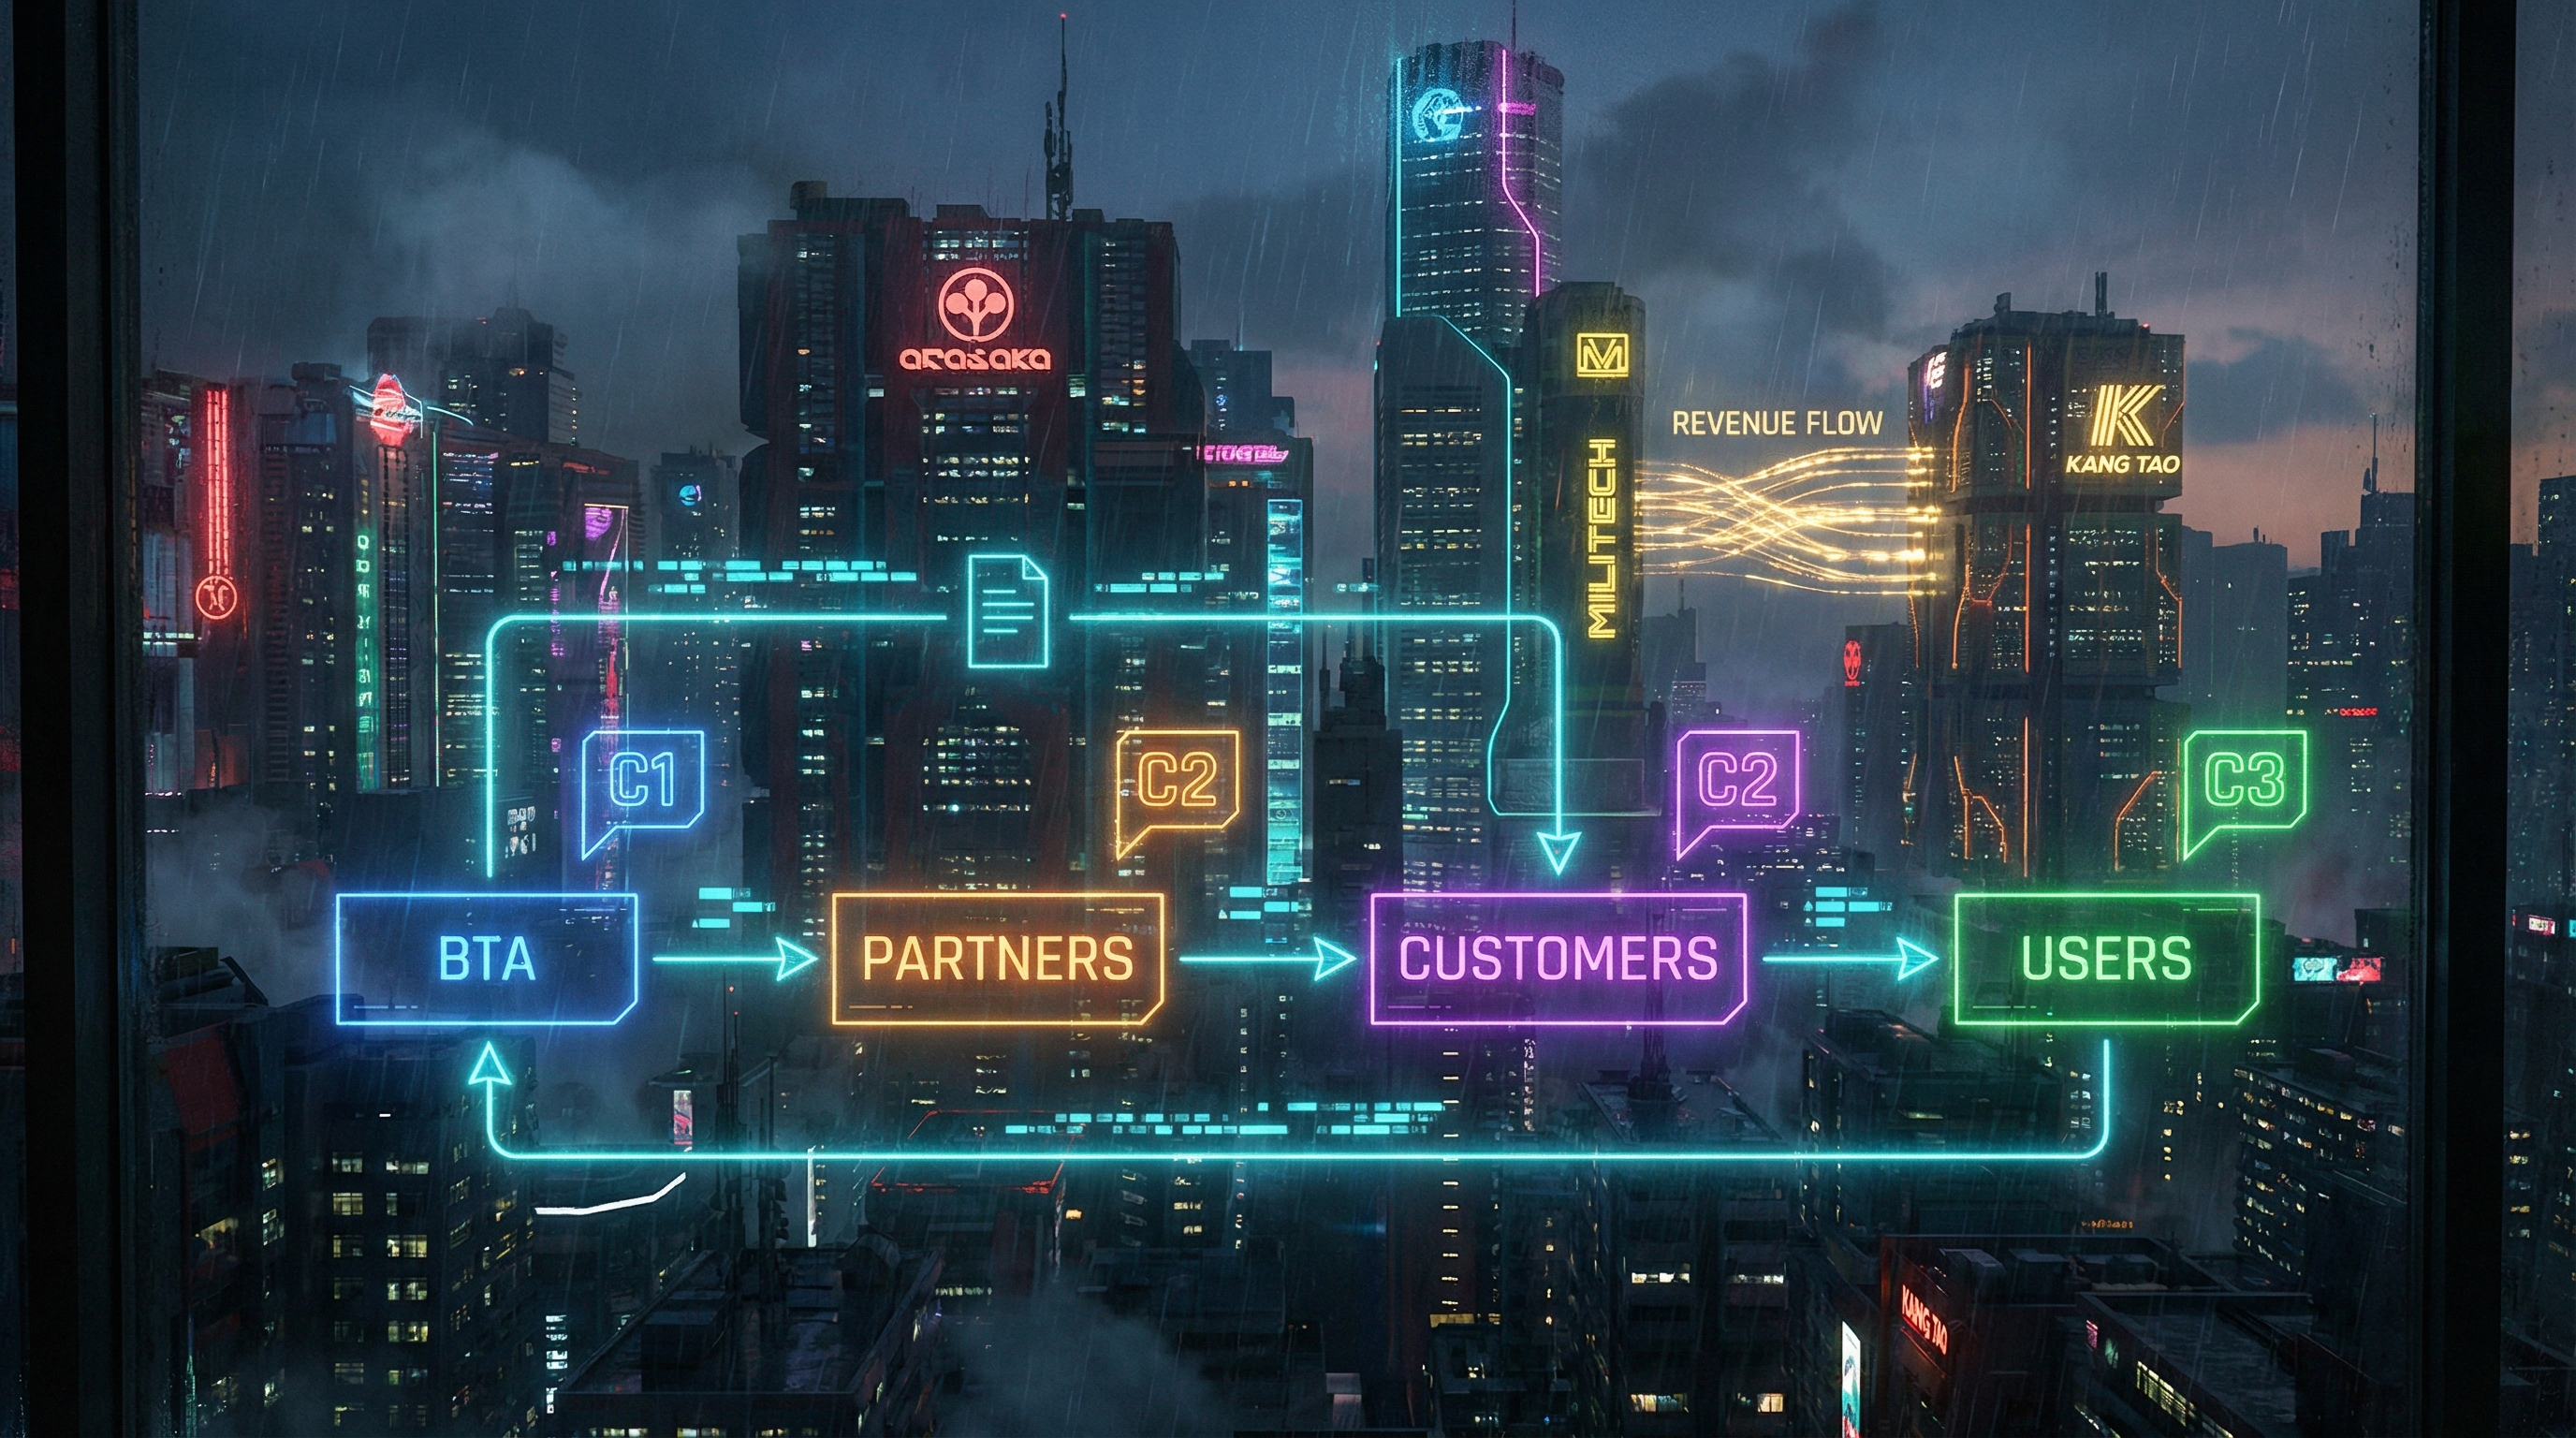 arasaka
MILITECH
REVENUE FLOW
K
KANG TAO
C1
C2
C2
C3
BTA
PARTNERS
CUSTOMERS
USERS
KANG TAO